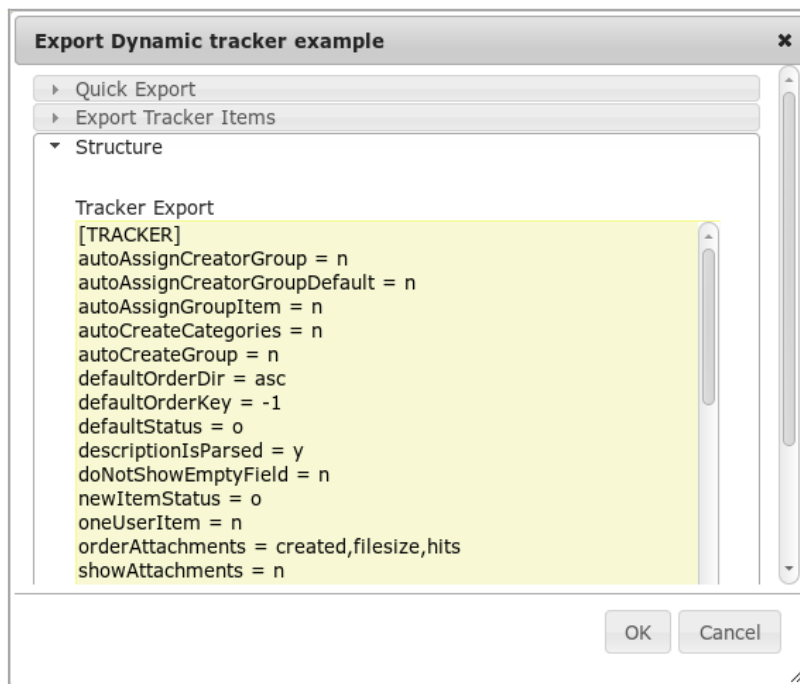 Export Dynamic tracker example
Quick Export
Export Tracker Items
Structure
Tracker Export
[TRACKER]
autoAssignCreatorGroup = n
autoAssignCreatorGroupDefault = n
autoAssignGroupItem = n
autoCreateCategories = n
autoCreateGroup = n
defaultOrderDir = asc
defaultOrderKey = -1
defaultStatus = o
descriptionIsParsed = y
doNotShowEmptyField = n
newItemStatus = o
oneUserItem = n
orderAttachments = created,filesize,hits
showAttachments = n
OK
Cancel